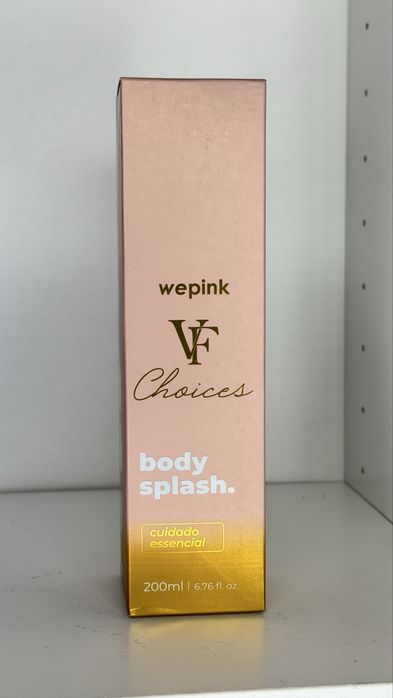 wepink
VF
Choices
body
splash.
cuidado
essencial
200ml | 6.76 fl. oz